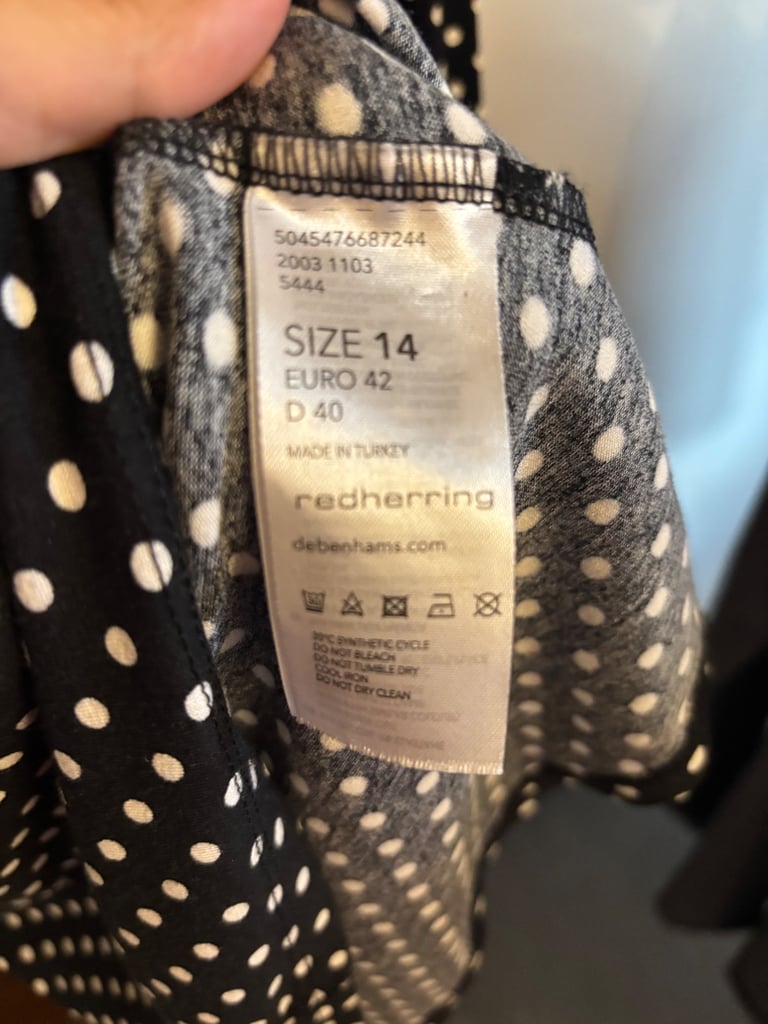 5045476687244
2003 1103
5444
SIZE 14
EURO 42
D 40
MADE IN TURKEY
redherring
debenhams.com
30°C SYNTHETIC CYCLE
DO NOT BLEACH
DO NOT TUMBLE DRY
COOL IRON
DO NOT DRY CLEAN